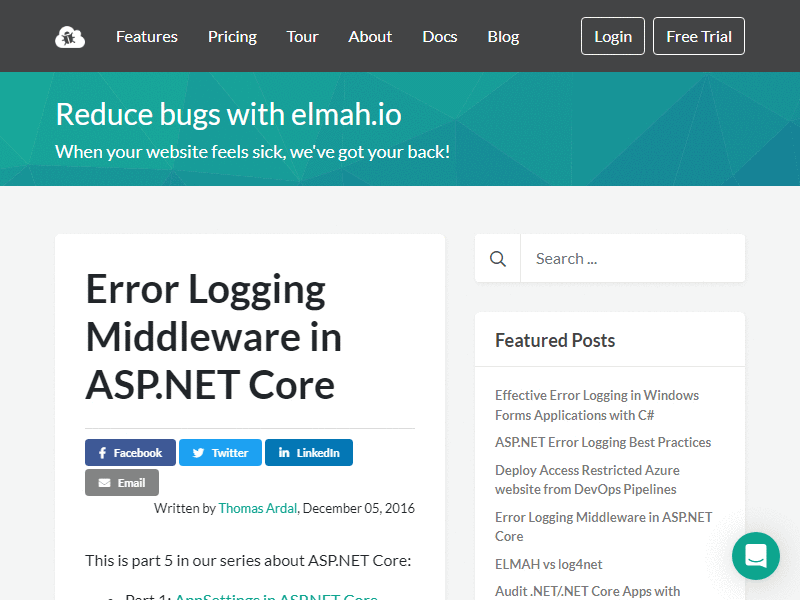 Features Pricing Tour About Docs Blog Login Free Trial
Reduce bugs with elmah.io
When your website feels sick, we've got your back!
Error Logging
Middleware in
ASP.NET Core
Facebook Twitter LinkedIn
Email
Written by Thomas Ardal, December 05, 2016
This is part 5 in our series about ASP.NET Core:
Part 1: AppSettings in ASP.NET Core
Search ...
Featured Posts
Effective Error Logging in Windows
Forms Applications with C#
ASP.NET Error Logging Best Practices
Deploy Access Restricted Azure
website from DevOps Pipelines
Error Logging Middleware in ASP.NET
Core
ELMAH vs log4net
Audit .NET/.NET Core Apps with